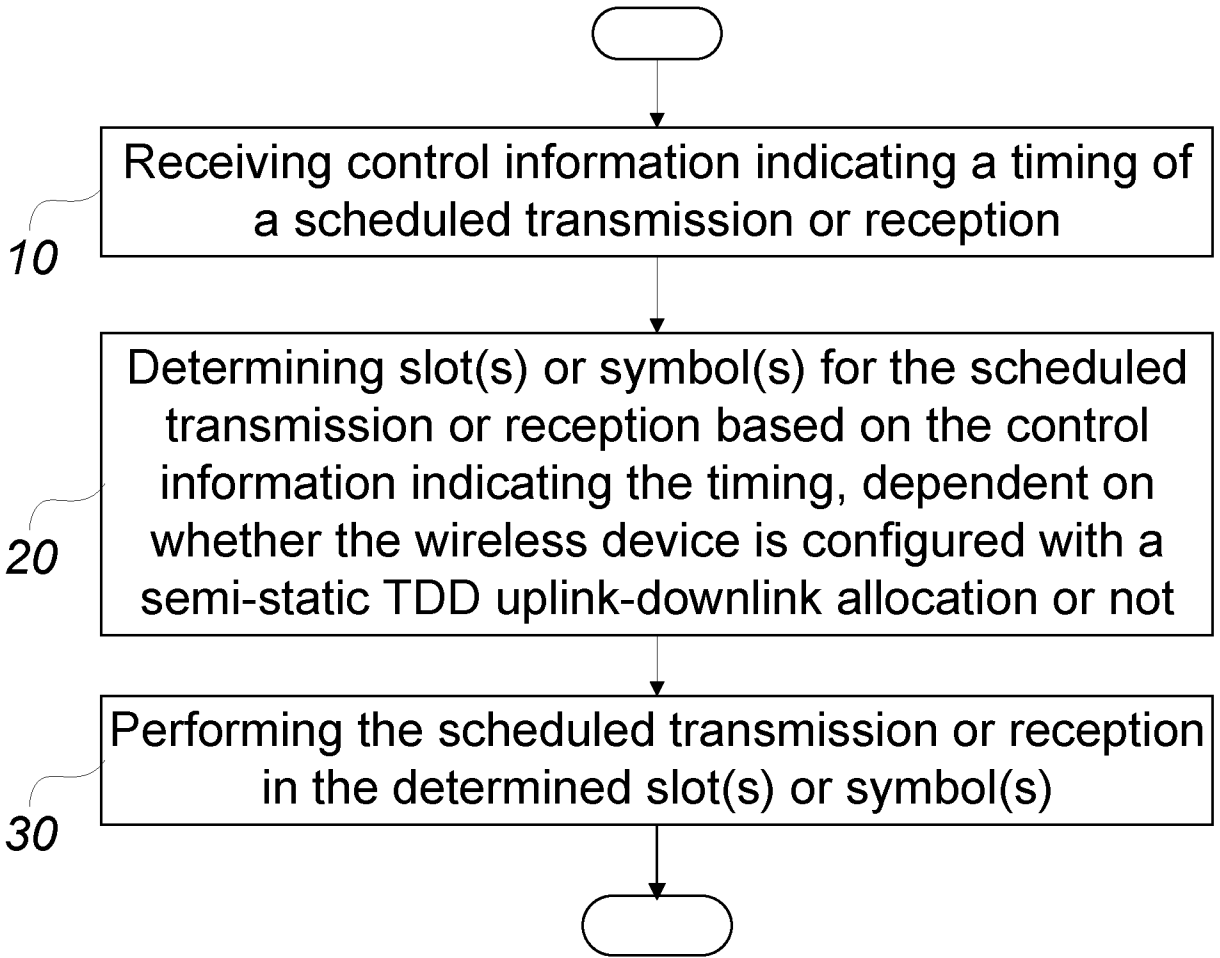 Receiving control information indicating a timing of
a scheduled transmission or reception
10
Determining slot(s) or symbol(s) for the scheduled
transmission or reception based on the control
information indicating the timing, dependent on
whether the wireless device is configured with a
semi-static TDD uplink-downlink allocation or not
20
Performing the scheduled transmission or reception
in the determined slot(s) or symbol(s)
30